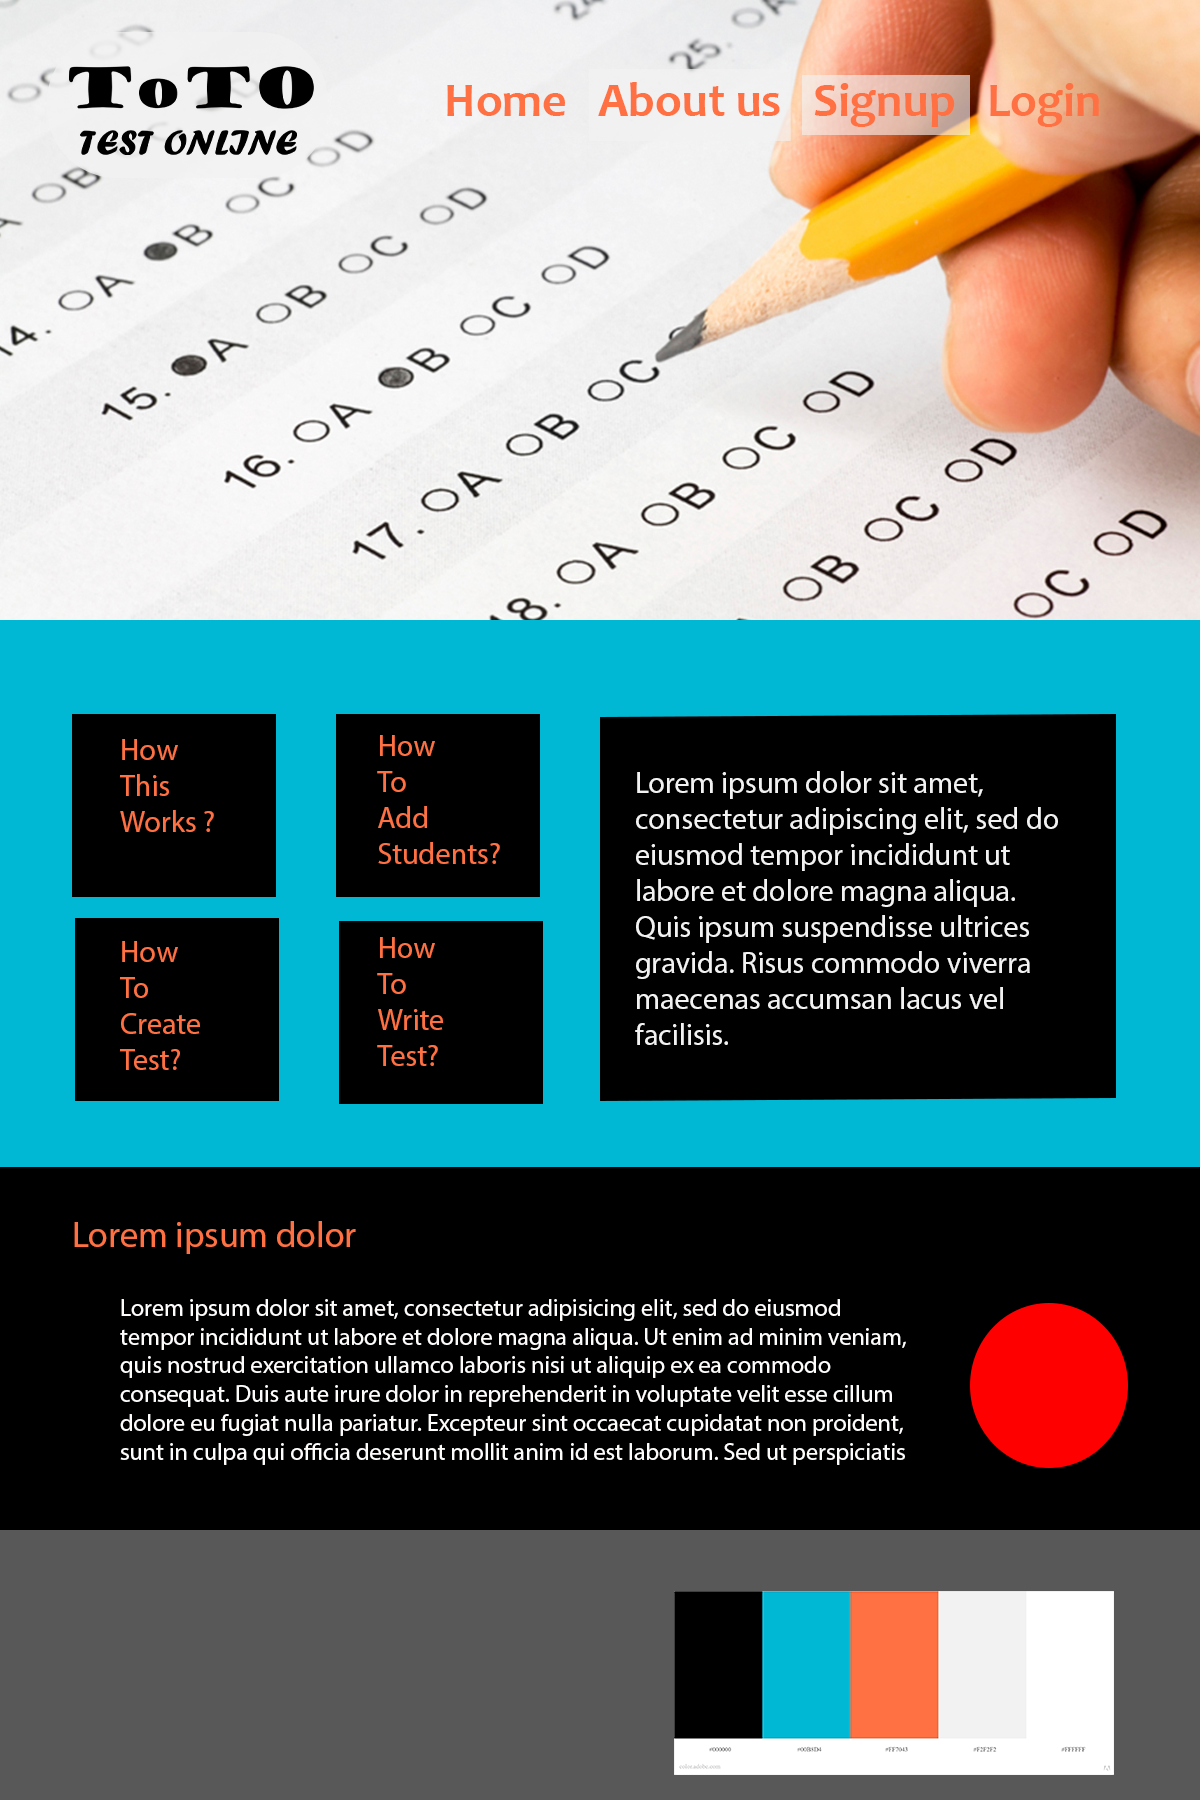 24
25. OA
OC OD
ToTO
TEST ONLINE
Home About us Signup Login
A OB OC OD
14. OA B OC OD
15. A OB OC OD
16. OA B OC OD
17. OA OB OC
18. OA OB OC OD
OB OC OD
OC OD
How
This
Works ?
How
To
Add
Students?
How
To
Create
Test?
How
To
Write
Test?
Lorem ipsum dolor sit amet,
consectetur adipiscing elit, sed do
eiusmod tempor incididunt ut
labore et dolore magna aliqua.
Quis ipsum suspendisse ultrices
gravida. Risus commodo viverra
maecenas accumsan lacus vel
facilisis.
Lorem ipsum dolor
Lorem ipsum dolor sit amet, consectetur adipisicing elit, sed do eiusmod
tempor incididunt ut labore et dolore magna aliqua. Ut enim ad minim veniam,
quis nostrud exercitation ullamco laboris nisi ut aliquip ex ea commodo
consequat. Duis aute irure dolor in reprehenderit in voluptate velit esse cillum
dolore eu fugiat nulla pariatur. Excepteur sint occaecat cupidatat non proident,
sunt in culpa qui officia deserunt mollit anim id est laborum. Sed ut perspiciatis
#000000 #00B8D4 #FF7043 #F2F2F2 #FFFFFF
color.adobe.com